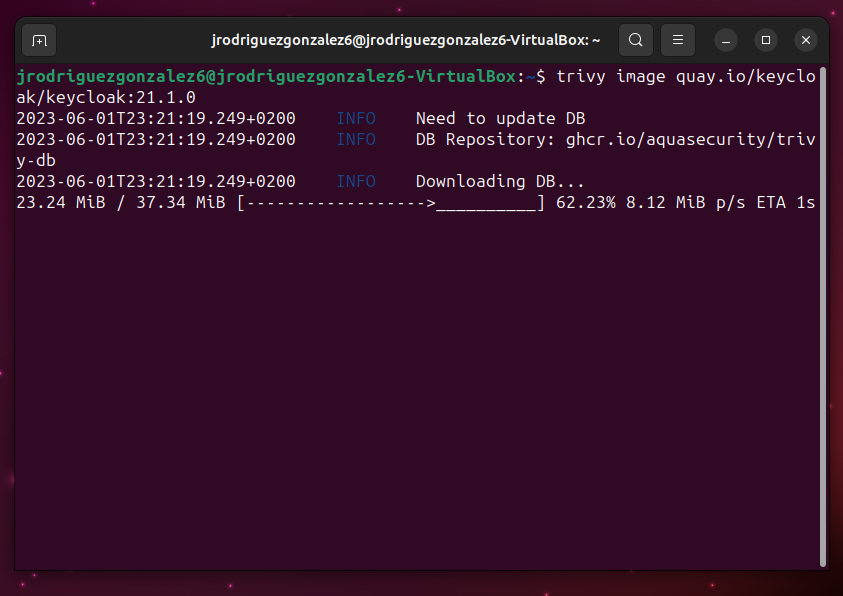 jrodriguezgonzalez6@jrodriguezgonzalez6-VirtualBox: ~
jrodriguezgonzalez6@jrodriguezgonzalez6-VirtualBox:~$ trivy image quay.io/keyclo
ak/keycloak:21.1.0
2023-06-01T23:21:19.249+0200    INFO    Need to update DB
2023-06-01T23:21:19.249+0200    INFO    DB Repository: ghcr.io/aquasecurity/triv
y-db
2023-06-01T23:21:19.249+0200    INFO    Downloading DB...
23.24 MiB / 37.34 MiB [------------------>__________] 62.23% 8.12 MiB p/s ETA 1s